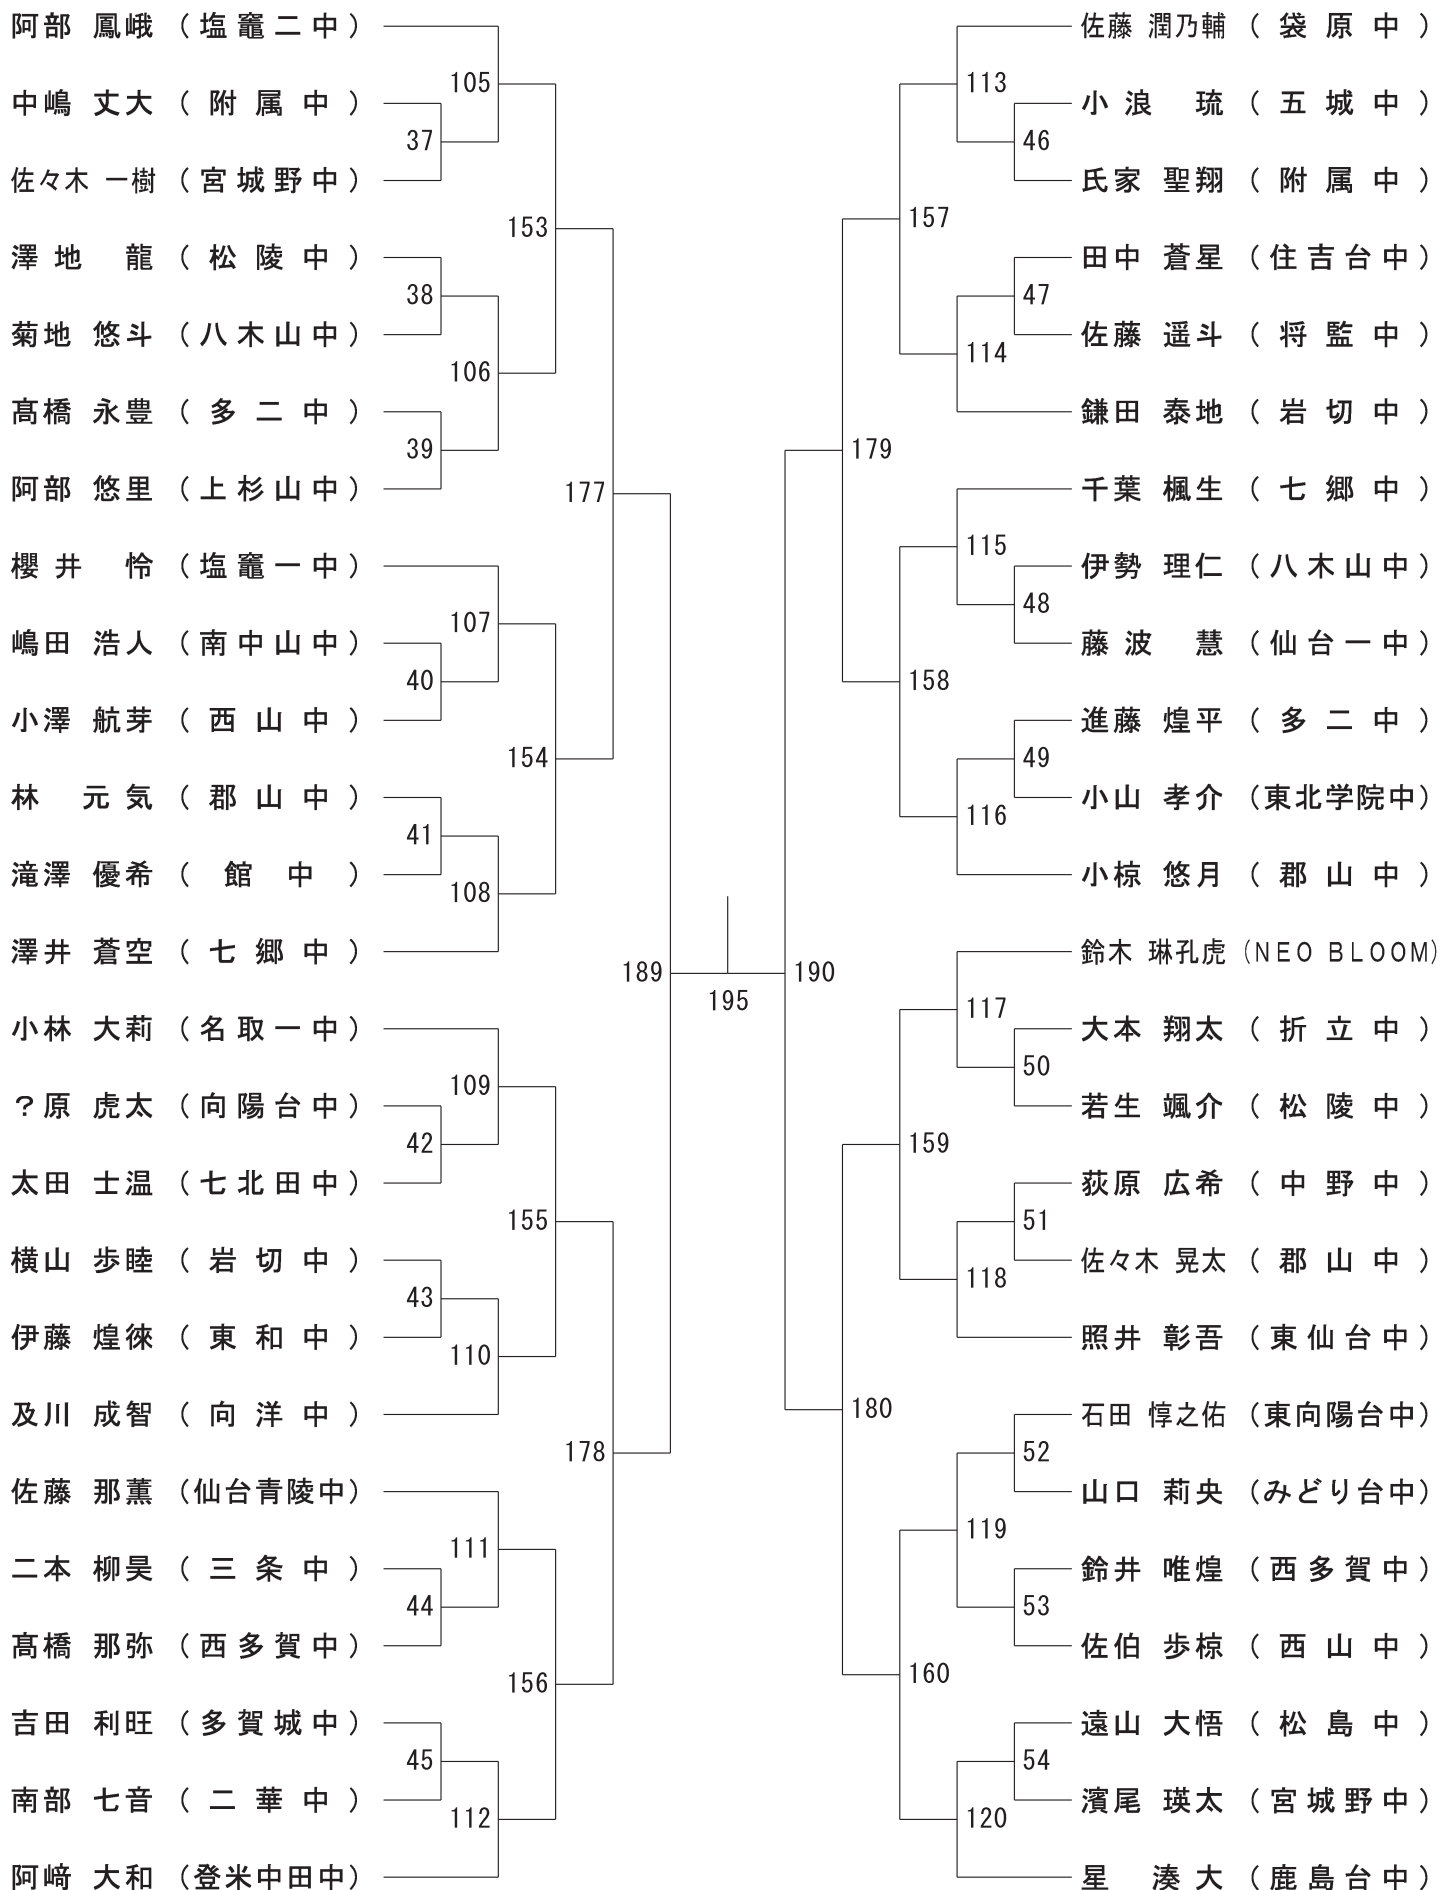 阿部 鳳峨 (塩竈二中)
中嶋 丈大 (附属中)
佐々木 一樹 (宮城野中)
澤地 龍 (松陵中)
菊地 悠斗 (八木山中)
髙橋 永豊 (多二中)
阿部 悠里 (上杉山中)
櫻井 怜 (塩竈一中)
嶋田 浩人 (南中山中)
小澤 航芽 (西山中)
林 元気 (郡山中)
滝澤 優希 (館中)
澤井 蒼空 (七郷中)
小林 大莉 (名取一中)
?原 虎太 (向陽台中)
太田 士温 (七北田中)
横山 歩睦 (岩切中)
伊藤 煌徠 (東和中)
及川 成智 (向洋中)
佐藤 那薫 (仙台青陵中)
二本 柳昊 (三条中)
髙橋 那弥 (西多賀中)
吉田 利旺 (多賀城中)
南部 七音 (二華中)
阿﨑 大和 (登米中田中)
37
38
39
40
41
42
43
44
45
105
106
107
108
109
110
111
112
153
154
155
156
177
178
189
195
190
179
180
157
158
159
160
113
114
115
116
117
118
119
120
46
47
48
49
50
51
52
53
54
佐藤 潤乃輔 (袋原中)
小浪 琉 (五城中)
氏家 聖翔 (附属中)
田中 蒼星 (住吉台中)
佐藤 遥斗 (将監中)
鎌田 泰地 (岩切中)
千葉 楓生 (七郷中)
伊勢 理仁 (八木山中)
藤波 慧 (仙台一中)
進藤 煌平 (多二中)
小山 孝介 (東北学院中)
小椋 悠月 (郡山中)
鈴木 琳孔虎 (NEO BLOOM)
大本 翔太 (折立中)
若生 颯介 (松陵中)
荻原 広希 (中野中)
佐々木 晃太 (郡山中)
照井 彰吾 (東仙台中)
石田 惇之佑 (東向陽台中)
山口 莉央 (みどり台中)
鈴井 唯煌 (西多賀中)
佐伯 歩椋 (西山中)
遠山 大悟 (松島中)
濱尾 瑛太 (宮城野中)
星 湊大 (鹿島台中)